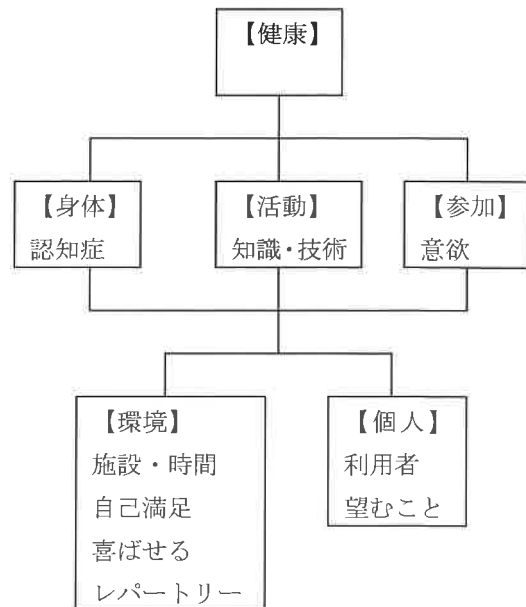 【健康】
【身体】
認知症
【活動】
知識・技術
【参加】
意欲
【環境】
施設・時間
自己満足
喜ばせる
レパートリー
【個人】
利用者
望むこと